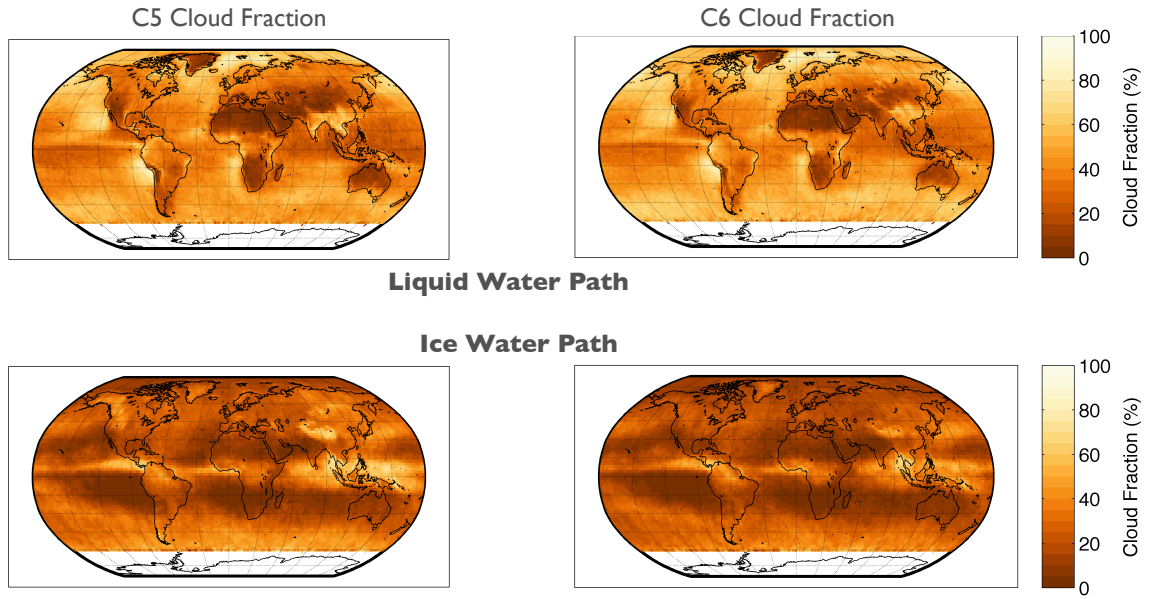 C5 Cloud Fraction
C6 Cloud Fraction
100
80
60
40
20
0
Cloud Fraction (%)
Liquid Water Path
Ice Water Path
100
80
60
40
20
0
Cloud Fraction (%)